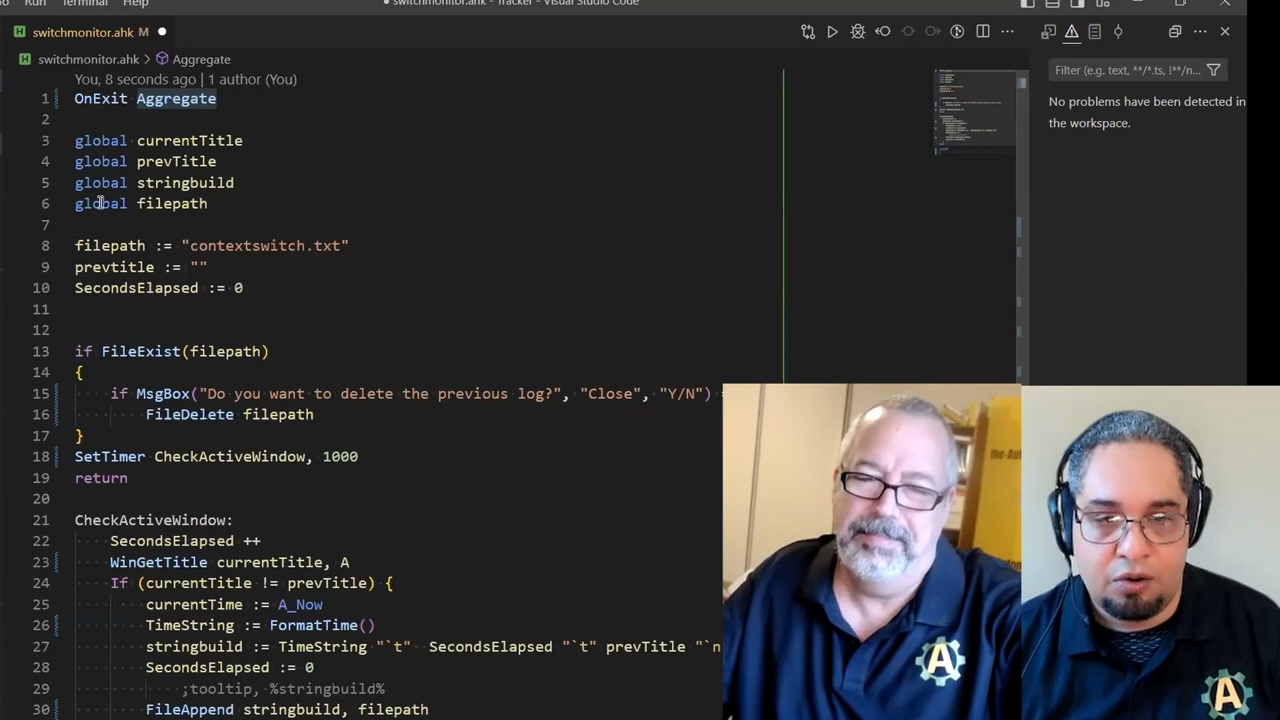 Run Terminal Help
switchmonitor.ahk - Tracker - Visual Studio Code
switchmonitor.ahk M
switchmonitor.ahk > Aggregate
You, 8 seconds ago | 1 author (You)
1 OnExit Aggregate
2
3 global currentTitle
4 global prevTitle
5 global stringbuild
6 global filepath
7
8 filepath := "contextswitch.txt"
9 prevtitle := ""
10 SecondsElapsed := 0
11
12
13 if FileExist(filepath)
14 {
15 if MsgBox("Do you want to delete the previous log?", "Close", "Y/N")
16 FileDelete filepath
17 }
18 SetTimer CheckActiveWindow, 1000
19 return
20
21 CheckActiveWindow:
22 SecondsElapsed ++
23 WinGetTitle currentTitle, A
24 If (currentTitle != prevTitle) {
25 currentTime := A_Now
26 TimeString := FormatTime()
27 stringbuild := TimeString "`t" SecondsElapsed "`t" prevTitle "`n
28 SecondsElapsed := 0
29 ;tooltip, %stringbuild%
30 FileAppend stringbuild, filepath
Filter (e.g. text, **/*.ts, !**/n...
No problems have been detected in
the workspace.
the-Aut
A
A